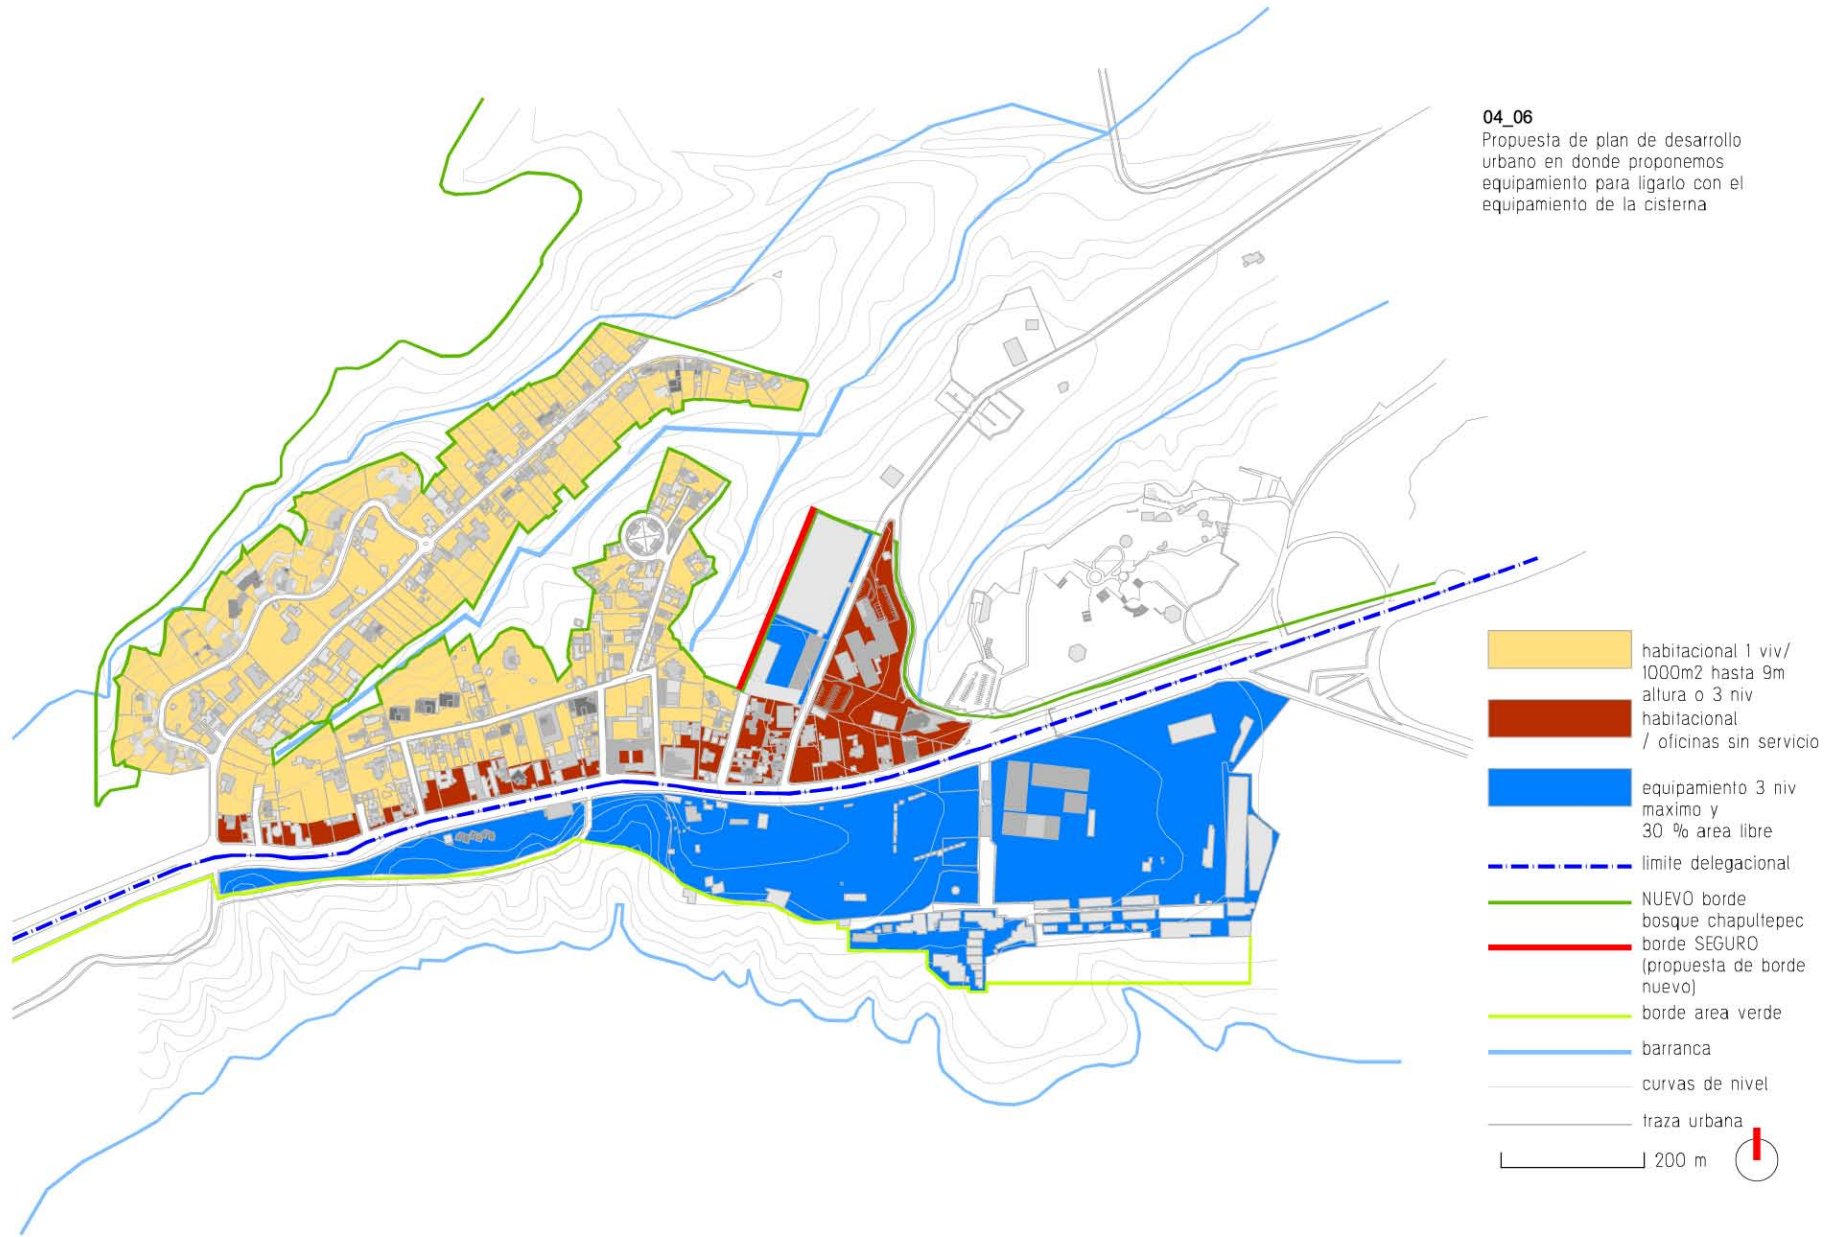 04_06
Propuesta de plan de desarrollo
urbano en donde proponemos
equipamiento para ligarlo con el
equipamiento de la cisterna
habitacional 1 viv/
1000m2 hasta 9m
altura o 3 niv
habitacional
/ oficinas sin servicio
equipamiento 3 niv
maximo y
30 % area libre
limite delegacional
NUEVO borde
bosque chapultepec
borde SEGURO
(propuesta de borde
nuevo)
borde area verde
barranca
curvas de nivel
traza urbana
200 m